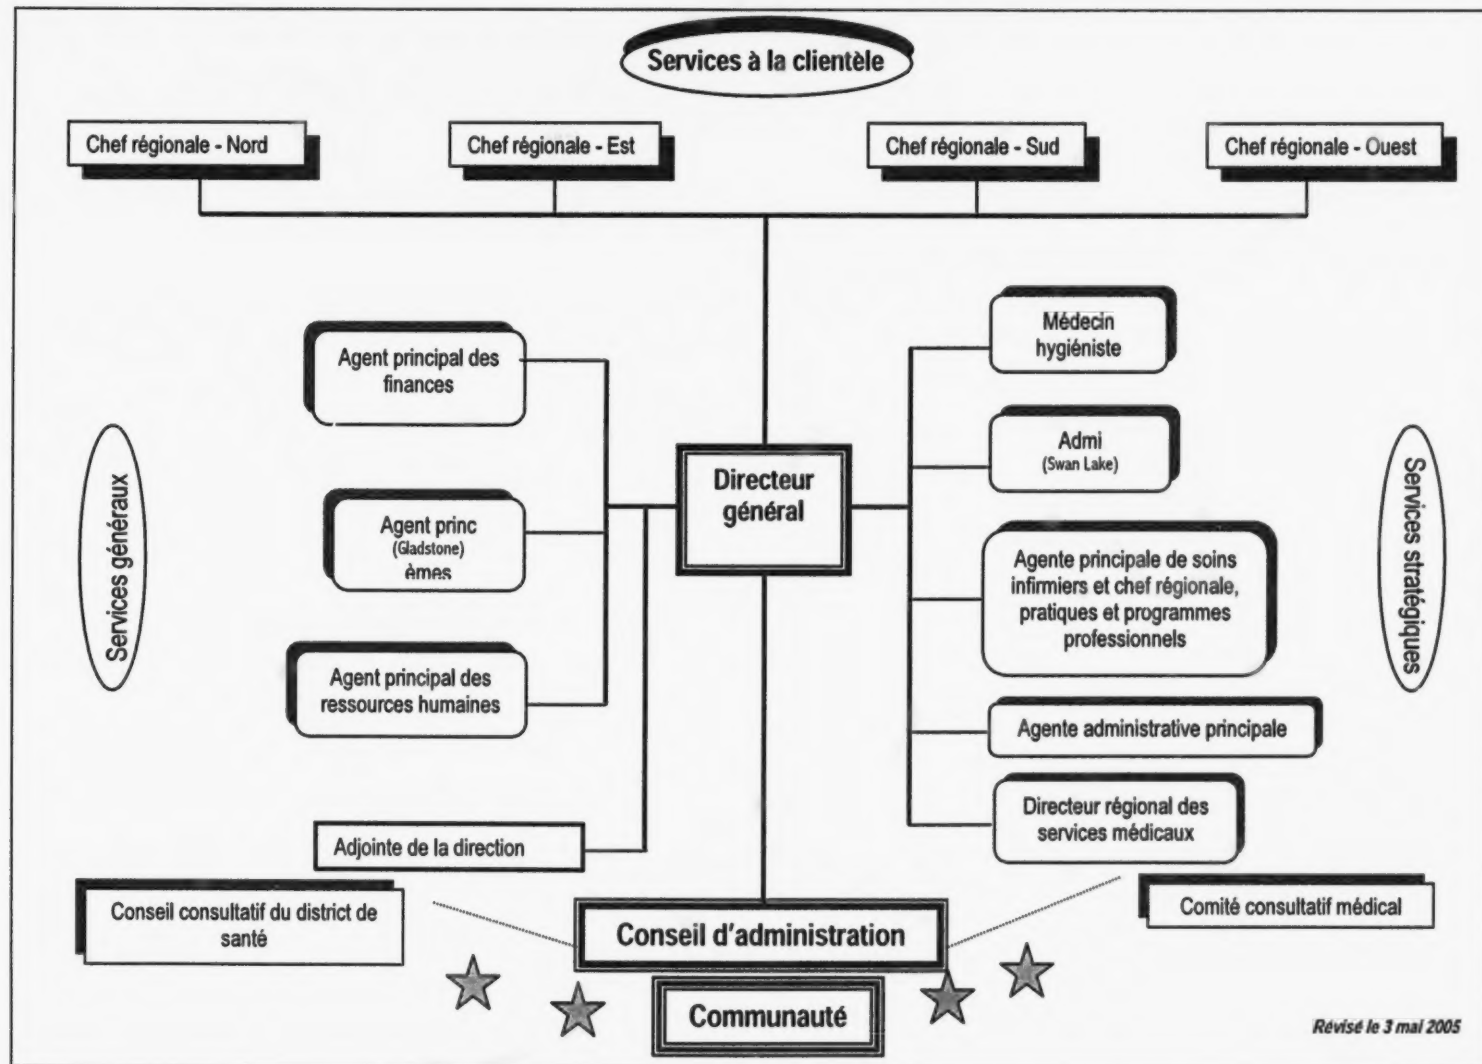 Services à la clientèle
Chef régionale - Nord
Chef régionale - Est
Chef régionale - Sud
Chef régionale - Ouest
Agent principal des
finances
Médecin
hygiéniste
Admi
(Swan Lake)
Directeur
général
Services généraux
Services stratégiques
Agent princ
(Gladstone)
èmes
Agente principale de soins
infirmiers et chef régionale,
pratiques et programmes
professionnels
Agent principal des
ressources humaines
Agente administrative principale
Directeur régional des
services médicaux
Adjointe de la direction
Conseil consultatif du district de
santé
Comité consultatif médical
Conseil d'administration
Communauté
Révisé le 3 mai 2005